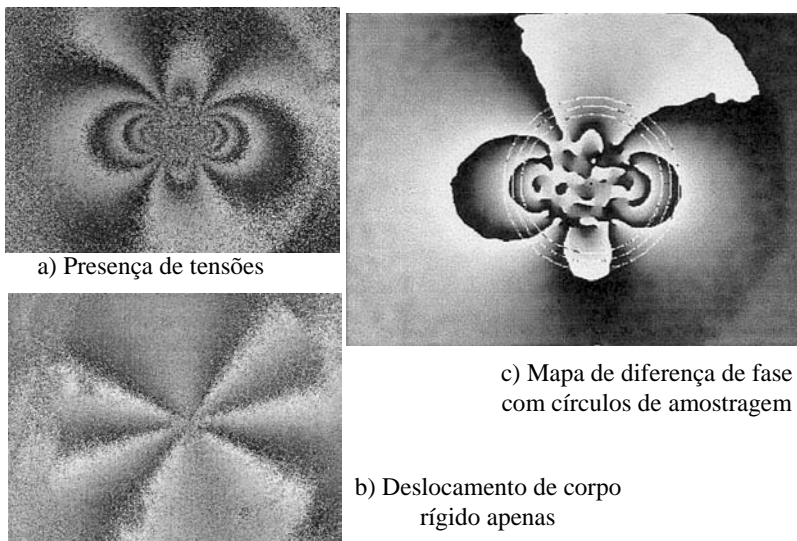 a) Presença de tensões
c) Mapa de diferença de fase
com círculos de amostragem
b) Deslocamento de corpo
rígido apenas